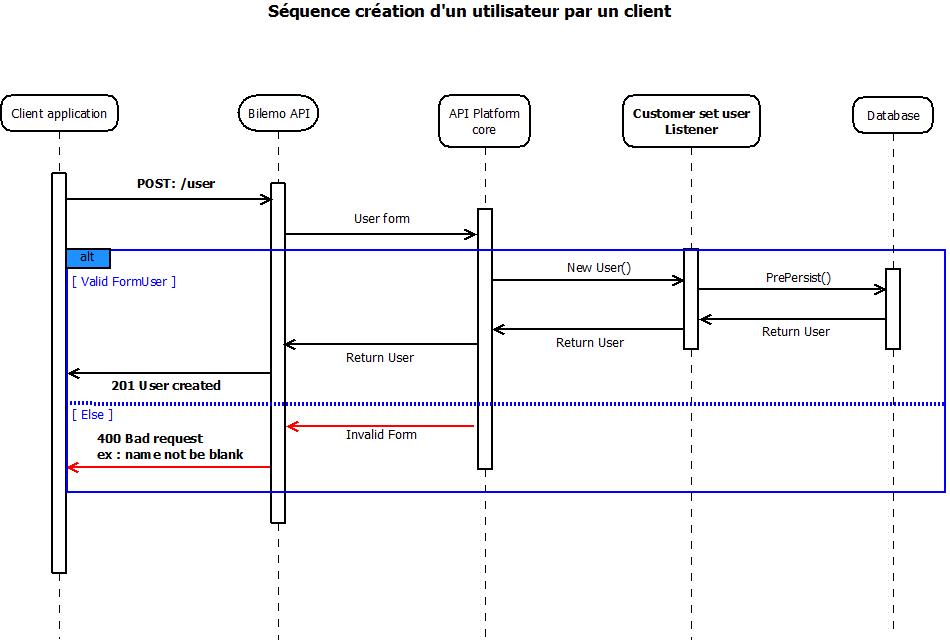 Séquence création d'un utilisateur par un client
Client application
Bilemo API
API Platform
core
Customer set user
Listener
Database
POST: /user
User form
alt
[ Valid FormUser ]
New User()
PrePersist()
Return User
Return User
Return User
201 User created
[ Else ]
Invalid Form
400 Bad request
ex : name not be blank